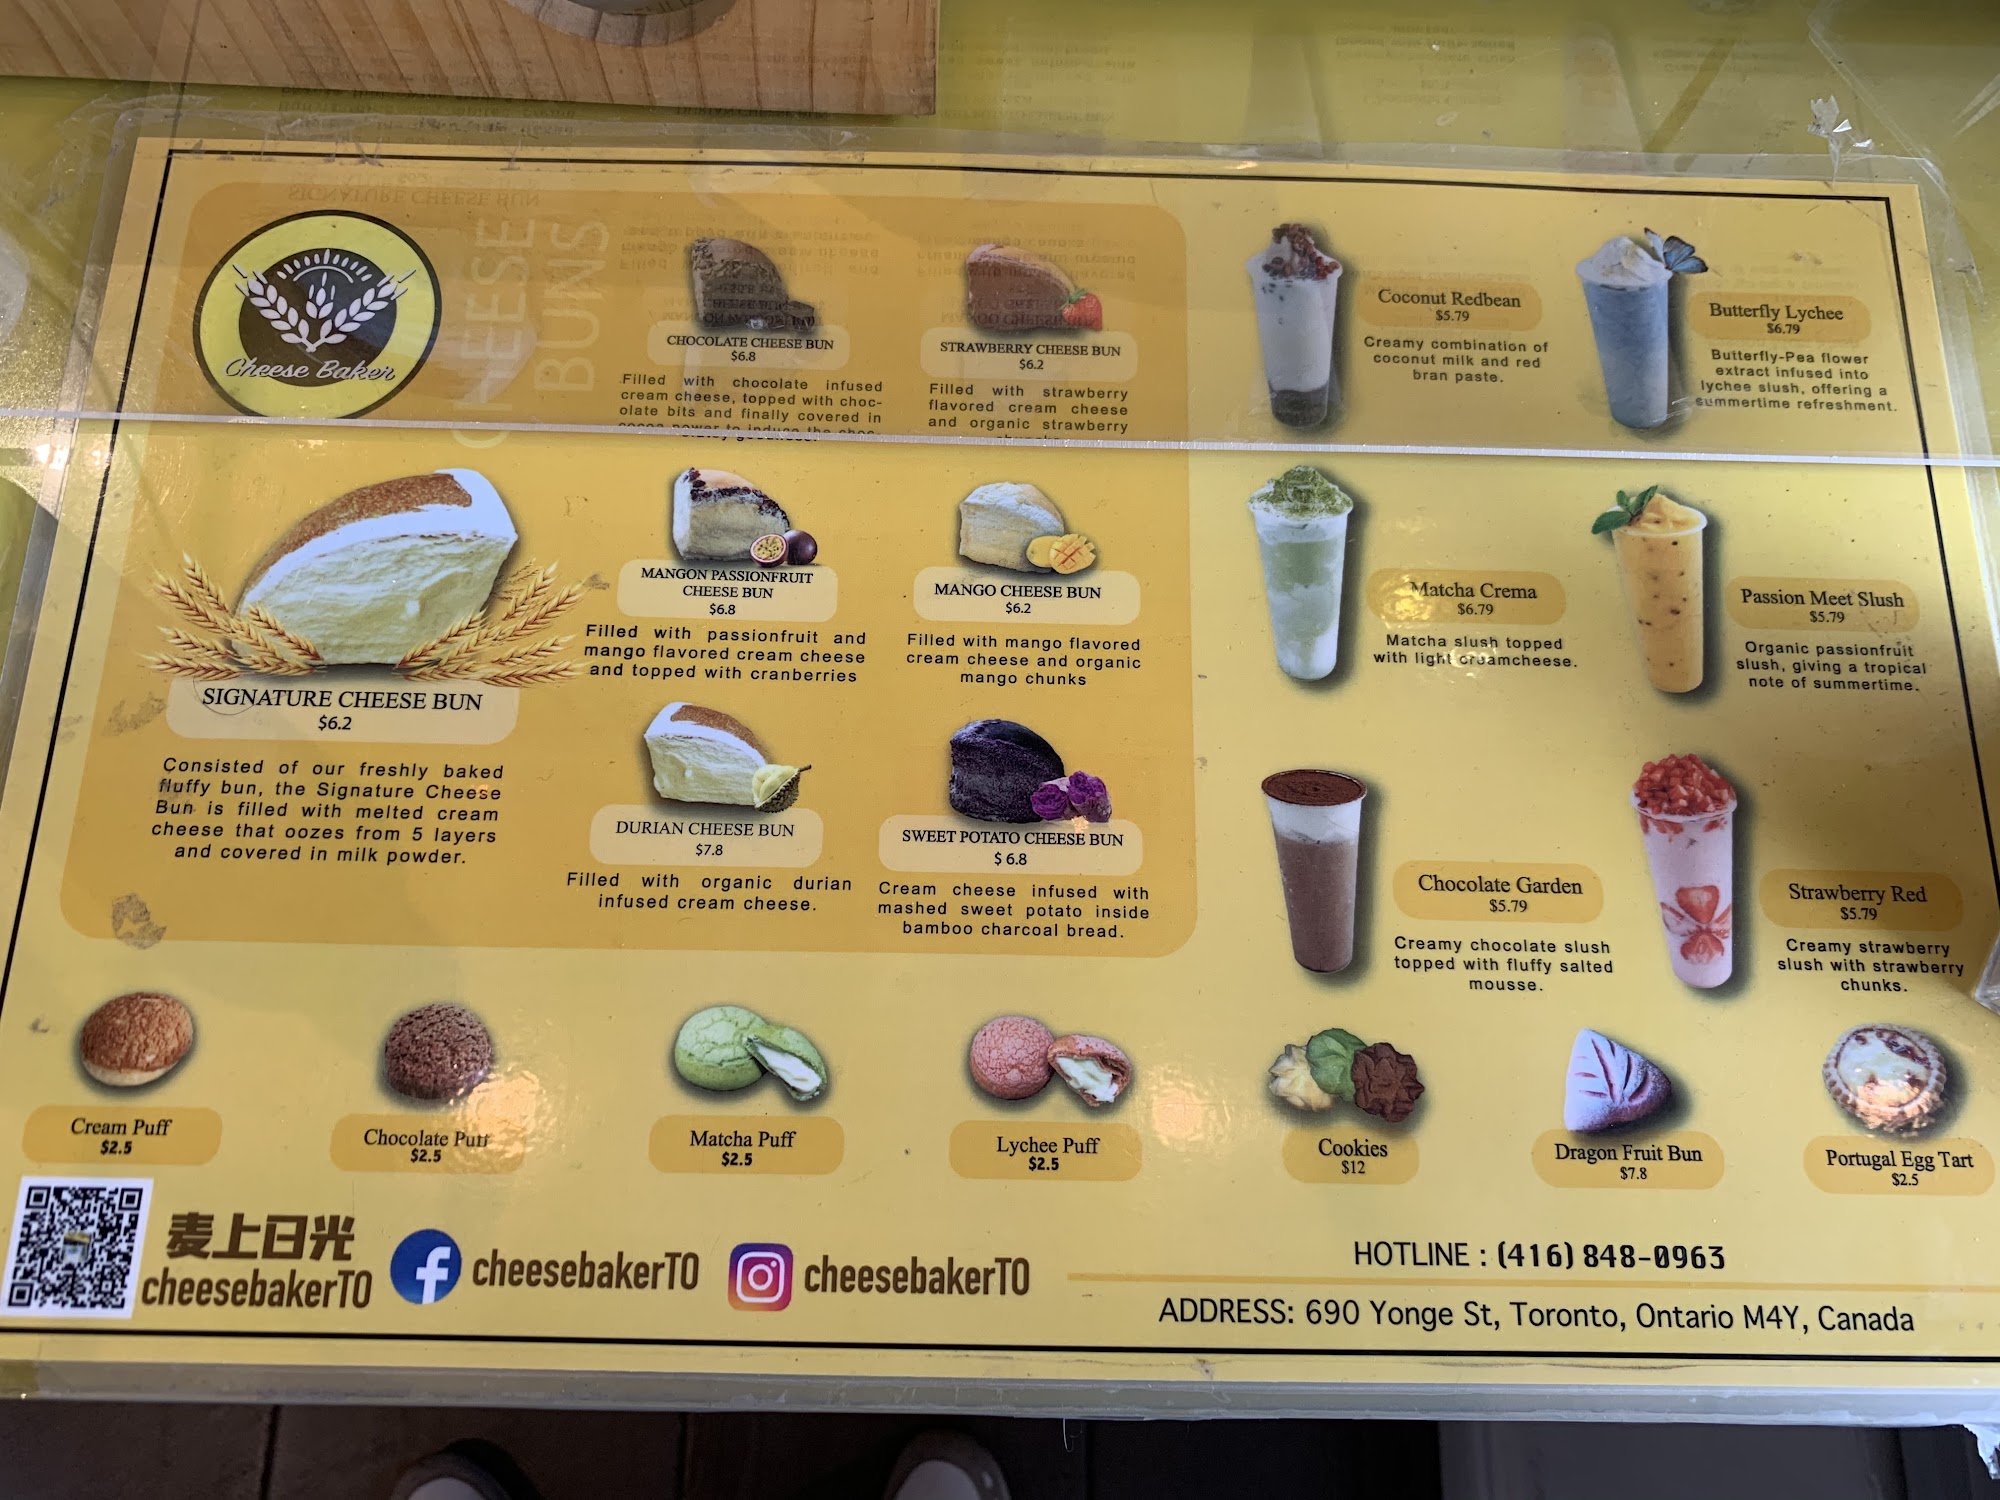 Cheese Baker
CHEESE
BUNS
CHOCOLATE CHEESE BUN
$6.8
Filled with chocolate infused
cream cheese, topped with choc-
olate bits and finally covered in
cocoa power to induce the choc-
STRAWBERRY CHEESE BUN
$6.2
Filled with strawberry
flavored cream cheese
and organic strawberry
SIGNATURE CHEESE BUN
$6.2
Consisted of our freshly baked
fluffy bun, the Signature Cheese
Bun is filled with melted cream
cheese that oozes from 5 layers
and covered in milk powder.
MANGON PASSIONFRUIT
CHEESE BUN
$6.8
Filled with passionfruit and
mango flavored cream cheese
and topped with cranberries
MANGO CHEESE BUN
$6.2
Filled with mango flavored
cream cheese and organic
mango chunks
DURIAN CHEESE BUN
$7.8
Filled with organic durian
infused cream cheese.
SWEET POTATO CHEESE BUN
$ 6.8
Cream cheese infused with
mashed sweet potato inside
bamboo charcoal bread.
Coconut Redbean
$5.79
Creamy combination of
coconut milk and red
bran paste.
Butterfly Lychee
$6.79
Butterfly-Pea flower
extract infused into
lychee slush, offering a
summertime refreshment.
Matcha Crema
$6.79
Matcha slush topped
with light creamcheese.
Passion Meet Slush
$5.79
Organic passionfruit
slush, giving a tropical
note of summertime.
Chocolate Garden
$5.79
Creamy chocolate slush
topped with fluffy salted
mousse.
Strawberry Red
$5.79
Creamy strawberry
slush with strawberry
chunks.
Cream Puff
$2.5
Chocolate Puff
$2.5
Matcha Puff
$2.5
Lychee Puff
$2.5
Cookies
$12
Dragon Fruit Bun
$7.8
Portugal Egg Tart
$2.5
麦上日光
cheesebakerTO
cheesebakerTO
cheesebakerTO
HOTLINE : (416) 848-0963
ADDRESS: 690 Yonge St, Toronto, Ontario M4Y, Canada